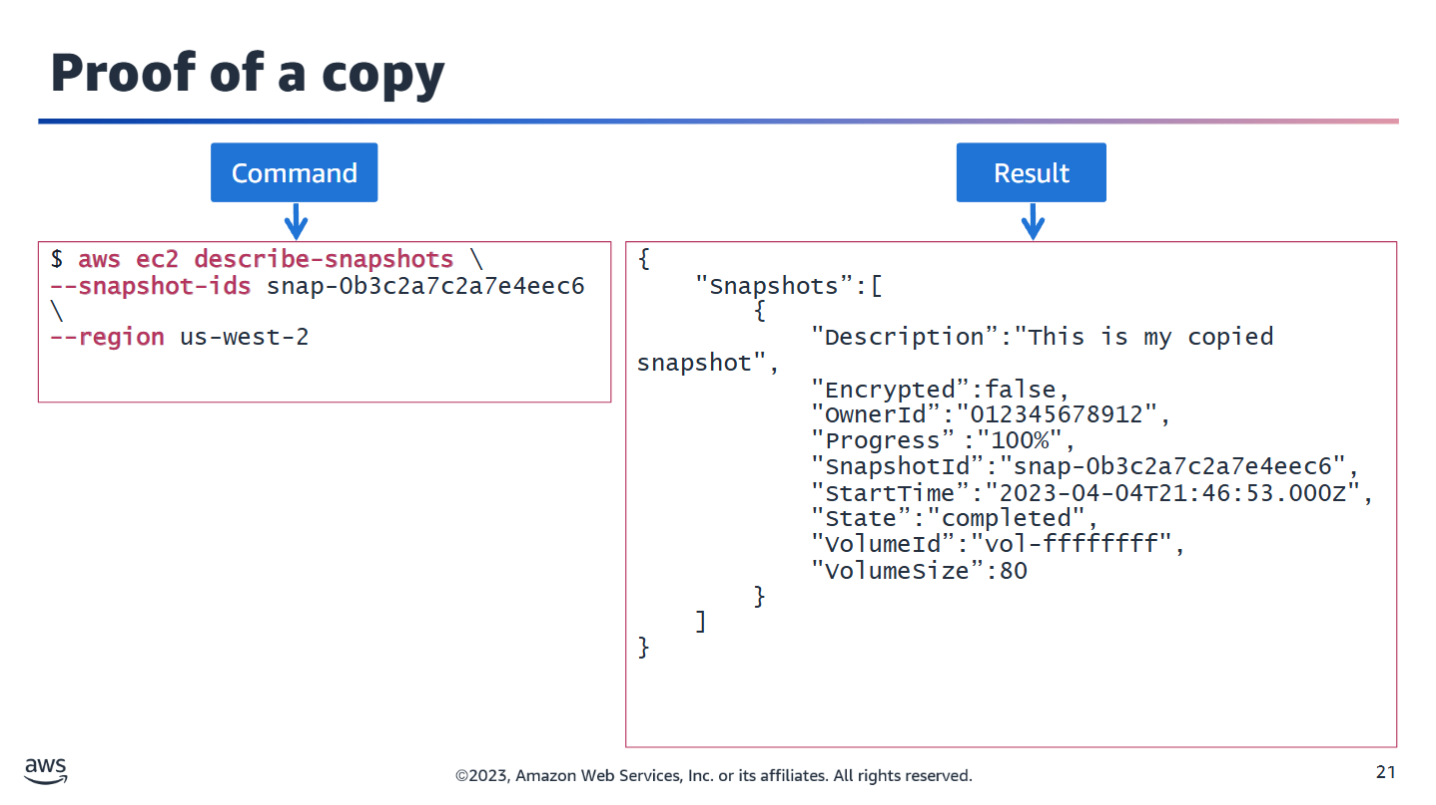 Proof of a copy
Command
$ aws ec2 describe-snapshots \
--snapshot-ids snap-0b3c2a7c2a7e4eec6
\
--region us-west-2
Result
{
"Snapshots":[
{
"Description":"This is my copied
snapshot",
"Encrypted”:false,
"OwnerId”:"012345678912",
"Progress” :"100%",
"SnapshotId”:"snap-0b3c2a7c2a7e4eec6",
"StartTime”:"2023-04-04T21:46:53.000Z",
"State”:"completed",
"VolumeId”:"vol-ffffffff",
"VolumeSize”:80
}
]
}
aws
©2023, Amazon Web Services, Inc. or its affiliates. All rights reserved.
21